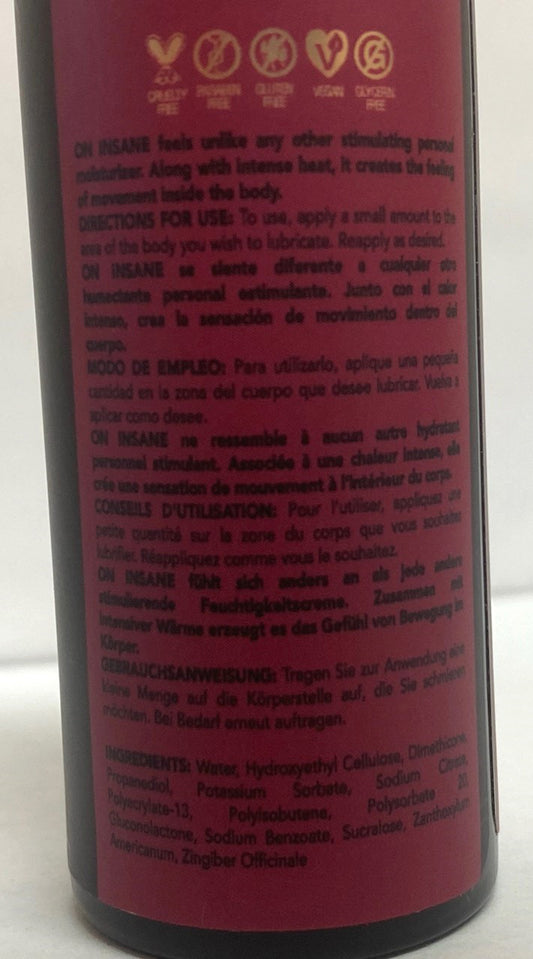 CRUELTY FREE
PARABEN FREE
GLUTEN FREE
VEGAN
GLYCERIN FREE
ON INSANE feels unlike any other stimulating personal
moisturizer. Along with intense heat, it creates the feeling
of movement inside the body.
DIRECTIONS FOR USE: To use, apply a small amount to the
area of the body you wish to lubricate. Reapply as desired.
ON INSANE se siente diferente a cualquier otro
humectante personal estimulante. Junto con el calor
intenso, crea la sensación de movimiento dentro del
cuerpo.
MODO DE EMPLEO: Para utilizarlo, aplique una pequeña
cantidad en la zona del cuerpo que desee lubricar. Vuelva a
aplicar como desee.
ON INSANE ne ressemble à aucun autre hydratant
personnel stimulant. Associée à une chaleur intense, elle
crée une sensation de mouvement à l'intérieur du corps.
CONSEILS D'UTILISATION: Pour l'utiliser, appliquez une
petite quantité sur la zone du corps que vous souhaitez
lubrifier. Réappliquez comme vous le souhaitez.
ON INSANE fühlt sich anders an als jede andere
stimulierende Feuchtigkeitscreme. Zusammen mit
intensiver Wärme erzeugt es das Gefühl von Bewegung im
Körper.
GEBRAUCHSANWEISUNG: Tragen Sie zur Anwendung eine
kleine Menge auf die Körperstelle auf, die Sie schmieren
möchten. Bei Bedarf erneut auftragen.
INGREDIENTS: Water, Hydroxyethyl Cellulose, Dimethicone,
Propanediol, Potassium Sorbate, Sodium Citrate,
Polyacrylate-13, Polyisobutene, Polysorbate 20,
Gluconolactone, Sodium Benzoate, Sucralose, Zanthoxylum
Americanum, Zingiber Officinale